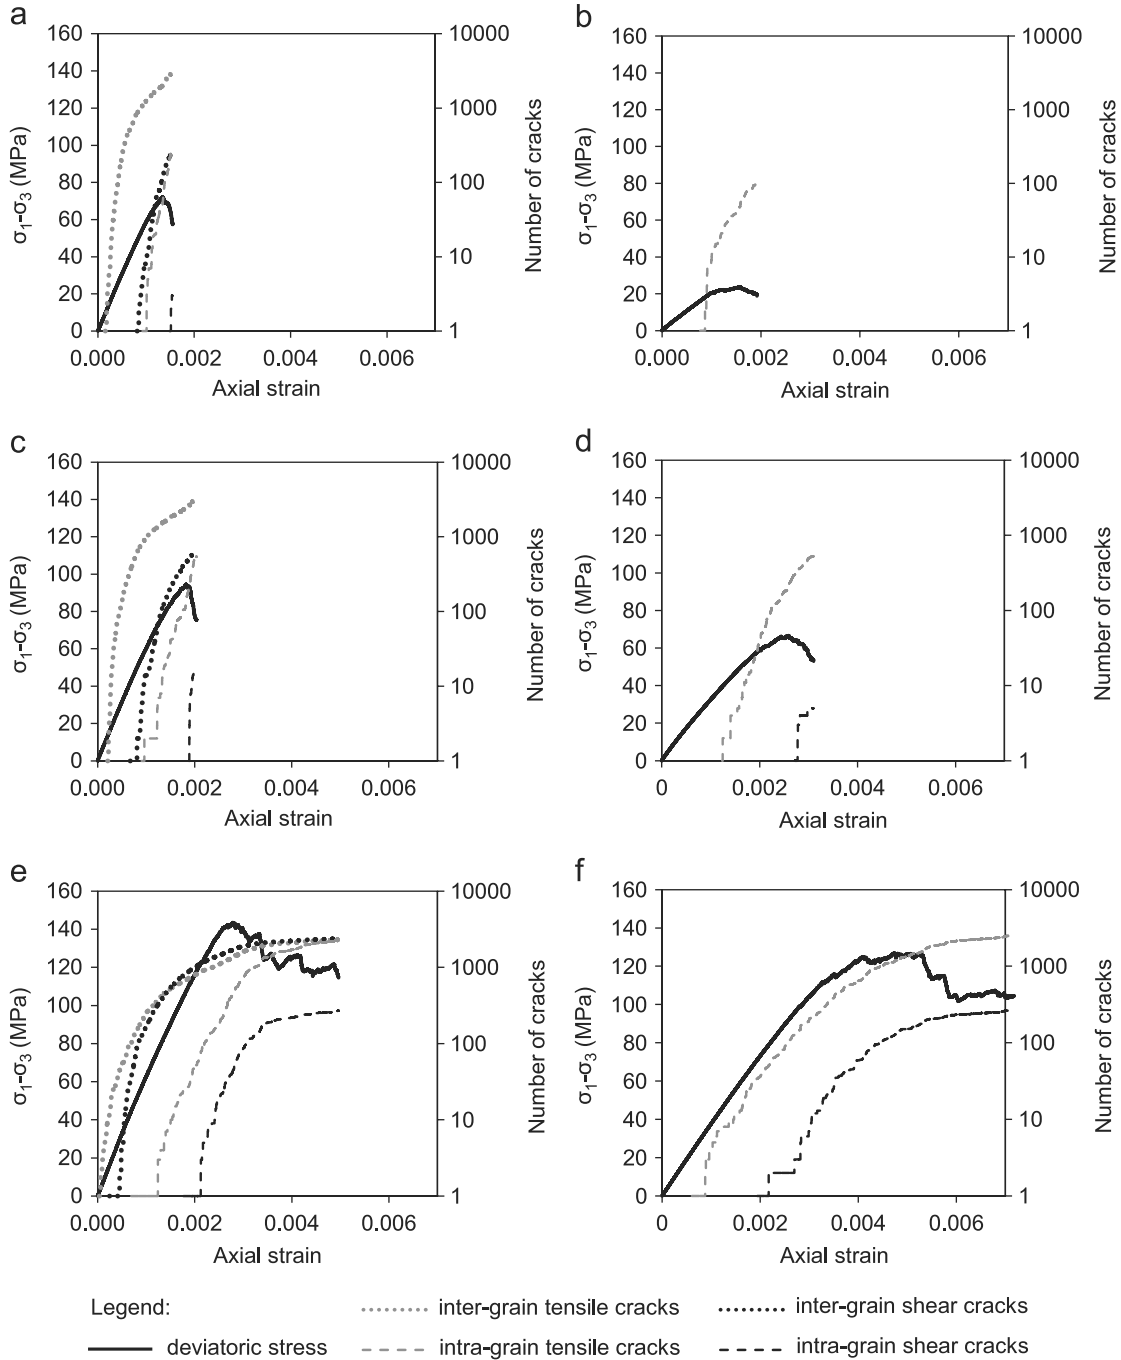 a
160
140
120
100
80
60
40
20
0
σ1-σ3 (MPa)
10000
1000
100
10
1
Number of cracks
0.000 0.002 0.004 0.006
Axial strain
b
160
140
120
100
80
60
40
20
0
σ1-σ3 (MPa)
10000
1000
100
10
1
Number of cracks
0.000 0.002 0.004 0.006
Axial strain
c
160
140
120
100
80
60
40
20
0
σ1-σ3 (MPa)
10000
1000
100
10
1
Number of cracks
0.000 0.002 0.004 0.006
Axial strain
d
160
140
120
100
80
60
40
20
0
σ1-σ3 (MPa)
10000
1000
100
10
1
Number of cracks
0 0.002 0.004 0.006
Axial strain
e
160
140
120
100
80
60
40
20
0
σ1-σ3 (MPa)
10000
1000
100
10
1
Number of cracks
0.000 0.002 0.004 0.006
Axial strain
f
160
140
120
100
80
60
40
20
0
σ1-σ3 (MPa)
10000
1000
100
10
1
Number of cracks
0 0.002 0.004 0.006
Axial strain
Legend:
inter-grain tensile cracks
inter-grain shear cracks
deviatoric stress
intra-grain tensile cracks
intra-grain shear cracks